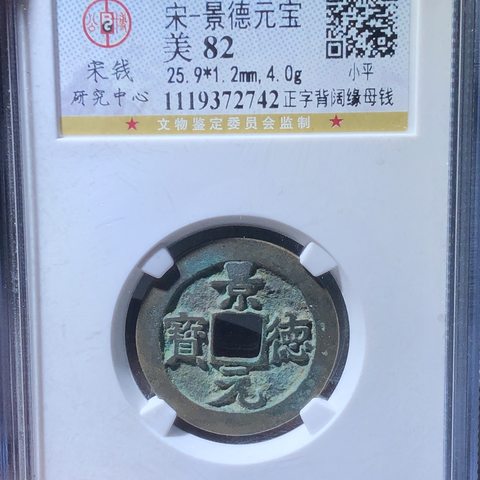 宋-景德元宝
美 82
25.9*1.2mm,4.0g
小平
宋钱
研究中心
1119372742
正字背阔缘母钱
★ 文物鉴定委员会监制 ★
景德元寳